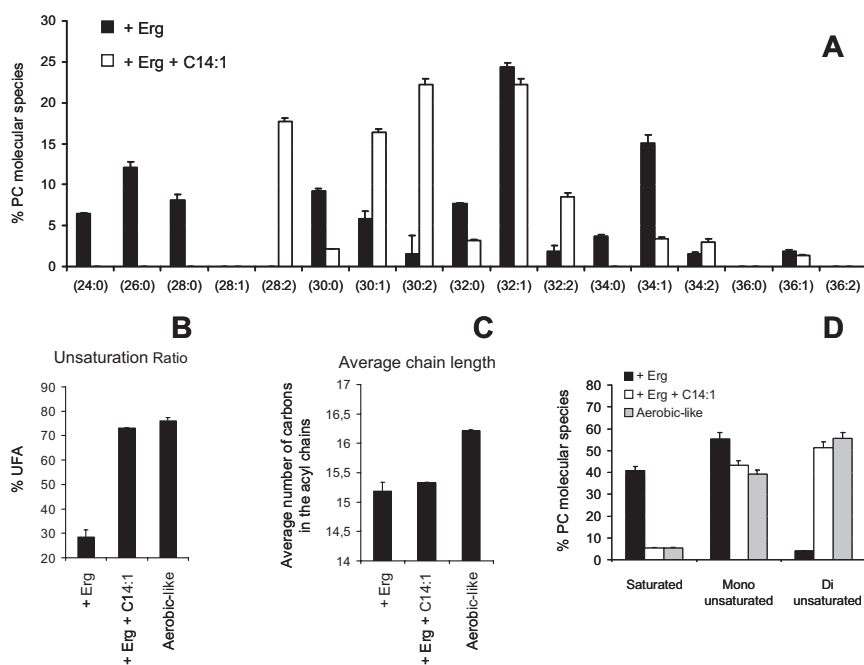 A
% PC molecular species
30
25
20
15
10
5
0
+ Erg
+ Erg + C14:1
(24:0) (26:0) (28:0) (28:1) (28:2) (30:0) (30:1) (30:2) (32:0) (32:1) (32:2) (34:0) (34:1) (34:2) (36:0) (36:1) (36:2)
B
Unsaturation Ratio
% UFA
90
80
70
60
50
40
30
20
+ Erg
+ Erg + C14:1
Aerobic-like
C
Average chain length
Average number of carbons
in the acyl chains
17
16,5
16
15,5
15
14,5
14
+ Erg
+ Erg + C14:1
Aerobic-like
D
+ Erg
+ Erg + C14:1
Aerobic-like
% PC molecular species
80
70
60
50
40
30
20
10
0
Saturated
Mono
unsaturated
Di
unsaturated